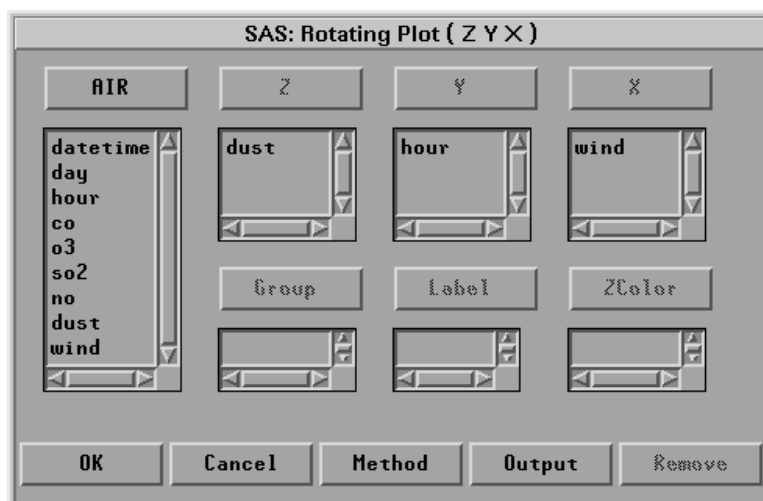 SAS: Rotating Plot ( Z Y X )
AIR
Z
Y
X
datetime
day
hour
co
o3
so2
no
dust
wind
dust
hour
wind
Group
Label
ZColor
OK
Cancel
Method
Output
Remove